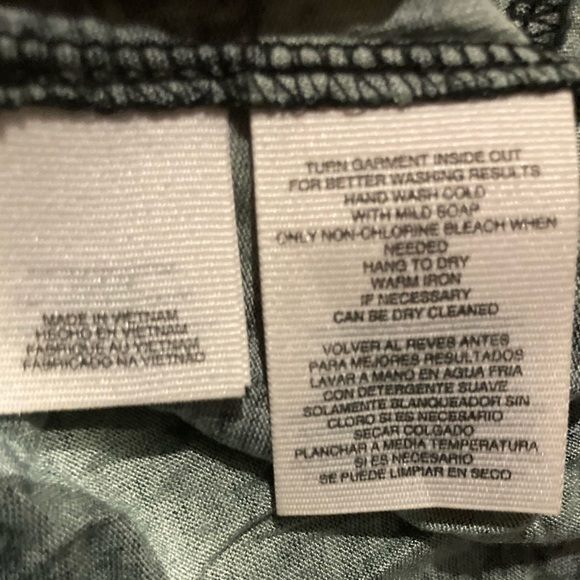 MADE IN VIETNAM
HECHO EN VIETNAM
FABRIQUE AU VIETNAM
FABRICADO NA VIETNAO
TURN GARMENT INSIDE OUT
FOR BETTER WASHING RESULTS
HAND WASH COLD
WITH MILD SOAP
ONLY NON-CHLORINE BLEACH WHEN
NEEDED
HANG TO DRY
WARM IRON
IF NECESSARY
CAN BE DRY CLEANED
VOLVER AL REVES ANTES
PARA MEJORES RESULTADOS
LAVAR A MANO EN AGUA FRIA
CON DETERGENTE SUAVE
SOLAMENTE BLANQUEADOR SIN
CLORO SI ES NECESARIO
SECAR COLGADO
PLANCHAR A MEDIA TEMPERATURA
SI ES NECESARIO
SE PUEDE LIMPIAR EN SECO